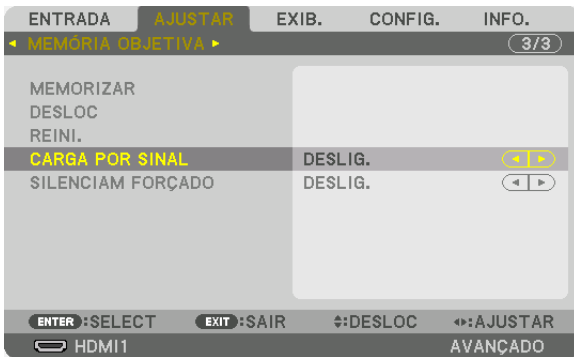 ENTRADA AJUSTAR EXIB. CONFIG. INFO.
MEMÓRIA OBJETIVA 3/3
MEMORIZAR
DESLOC
REINI.
CARGA POR SINAL DESLIG.
SILENCIAM FORÇADO DESLIG.
ENTER :SELECT EXIT :SAIR :DESLOC :AJUSTAR
HDMI1 AVANÇADO